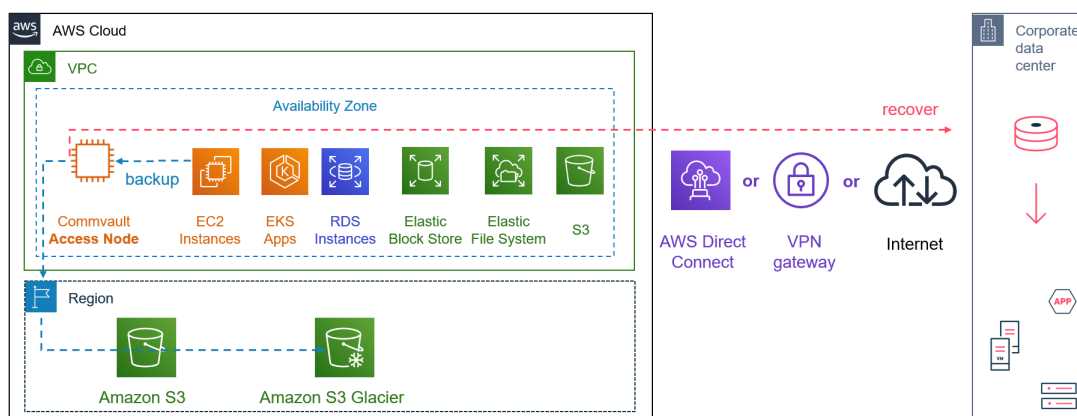 aws
AWS Cloud
VPC
Availability Zone
recover
Corporate
data
center
backup
or
or
Commvault
Access Node
EC2
Instances
EKS
Apps
RDS
Instances
Elastic
Block Store
Elastic
File System
S3
AWS Direct
Connect
VPN
gateway
Internet
K
Region
APP
VM
Amazon S3
Amazon S3 Glacier